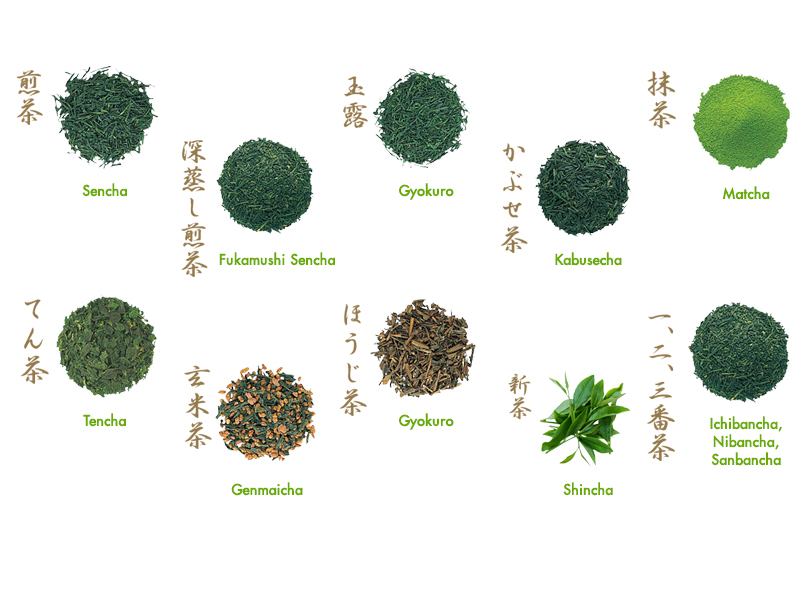 煎茶
Sencha
深蒸し煎茶
Fukamushi Sencha
玉露
Gyokuro
かぶせ茶
Kabusecha
抹茶
Matcha
てん茶
Tencha
玄米茶
Genmaicha
ほうじ茶
Gyokuro
新茶
Shincha
一、二、三番茶
Ichibancha,
Nibancha,
Sanbancha